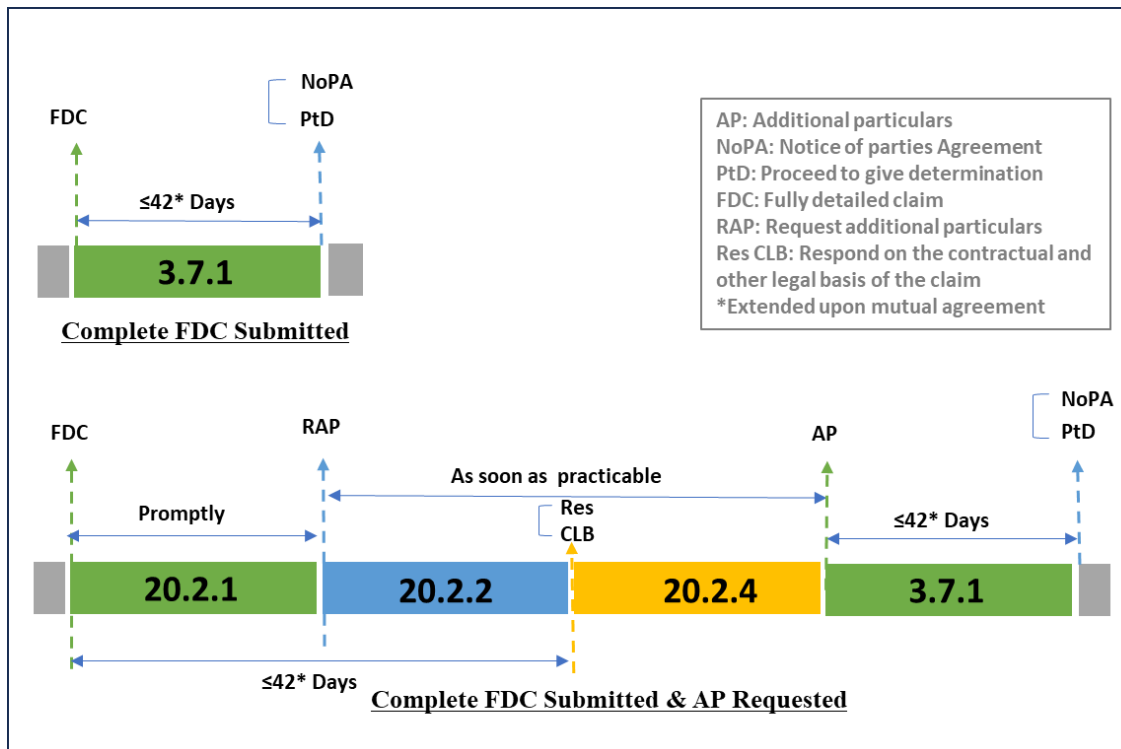 NoPA
FDC
PtD
≤42* Days
3.7.1
Complete FDC Submitted
AP: Additional particulars
NoPA: Notice of parties Agreement
PtD: Proceed to give determination
FDC: Fully detailed claim
RAP: Request additional particulars
Res CLB: Respond on the contractual and
other legal basis of the claim
*Extended upon mutual agreement
NoPA
FDC
RAP
AP
PtD
As soon as practicable
Promptly
Res
CLB
≤42* Days
20.2.1
20.2.2
20.2.4
3.7.1
≤42* Days
Complete FDC Submitted & AP Requested